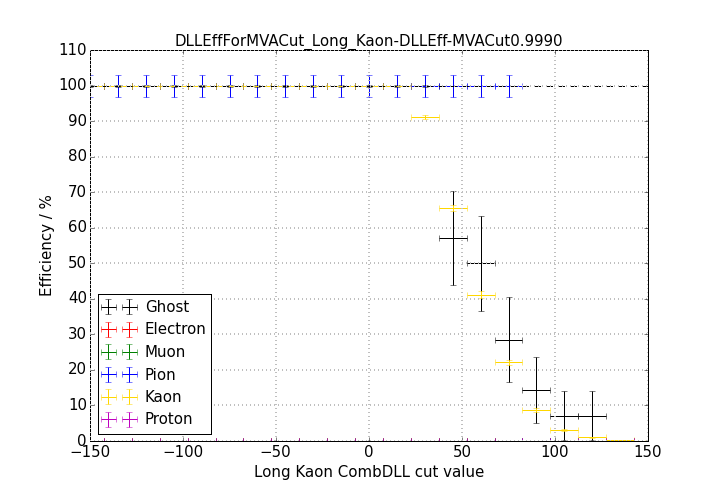 DLLEffForMVACut_Long_Kaon-DLLEff-MVACut0.9990
110
100
90
80
70
60
50
40
30
20
10
0
Efficiency / %
Ghost
Electron
Muon
Pion
Kaon
Proton
−150 −100 −50 0 50 100 150
Long Kaon CombDLL cut value